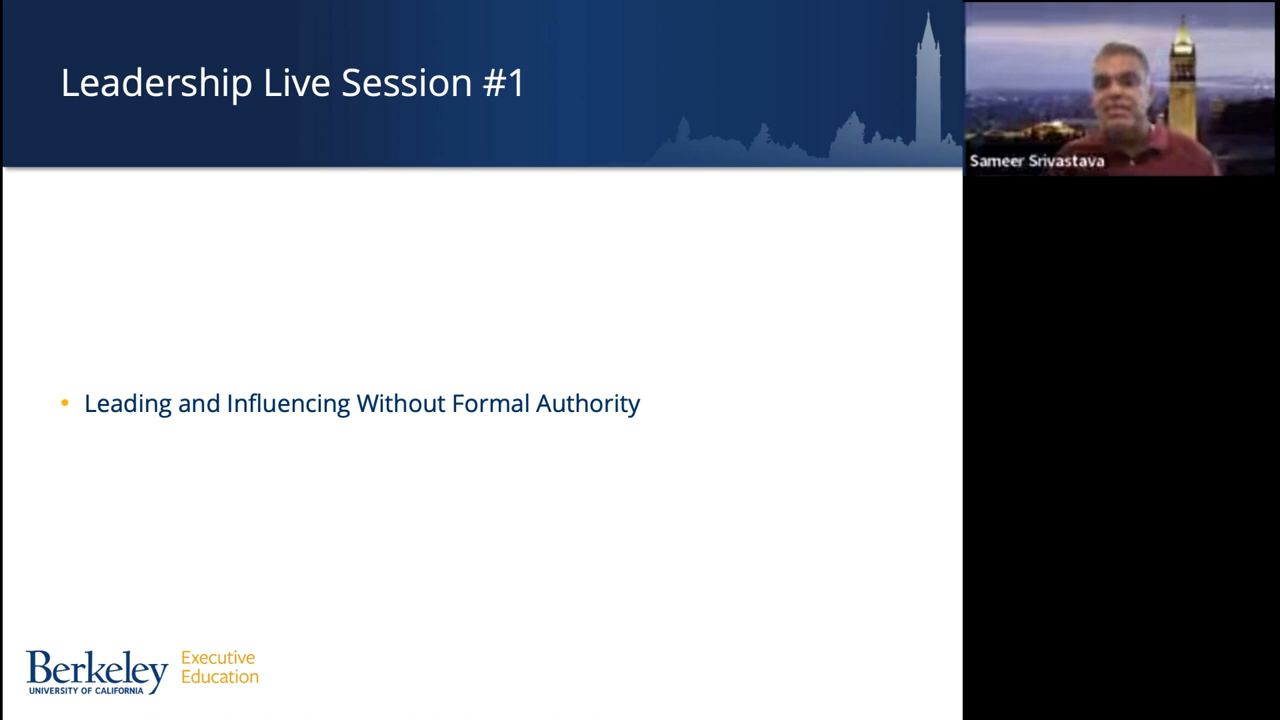 Leadership Live Session #1
Sameer Srivastava
• Leading and Influencing Without Formal Authority
Berkeley
UNIVERSITY OF CALIFORNIA
Executive
Education